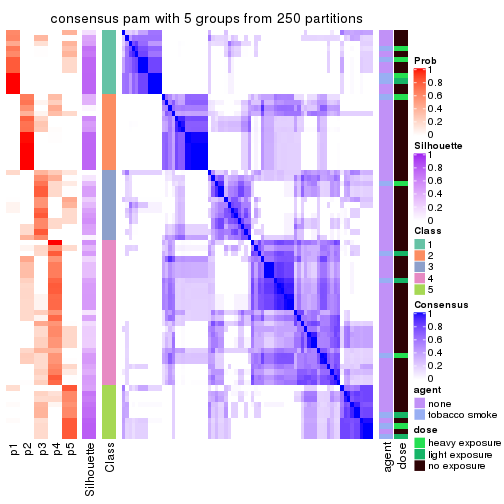 consensus pam with 5 groups from 250 partitions
Prob
1
0.8
0.6
0.4
0.2
0
Silhouette
1
0.8
0.6
0.4
0.2
0
Class
1
2
3
4
5
Consensus
1
0.8
0.6
0.4
0.2
0
agent
none
tobacco smoke
dose
heavy exposure
light exposure
no exposure
p1
p2
p3
p4
p5
Silhouette
Class
agent
dose